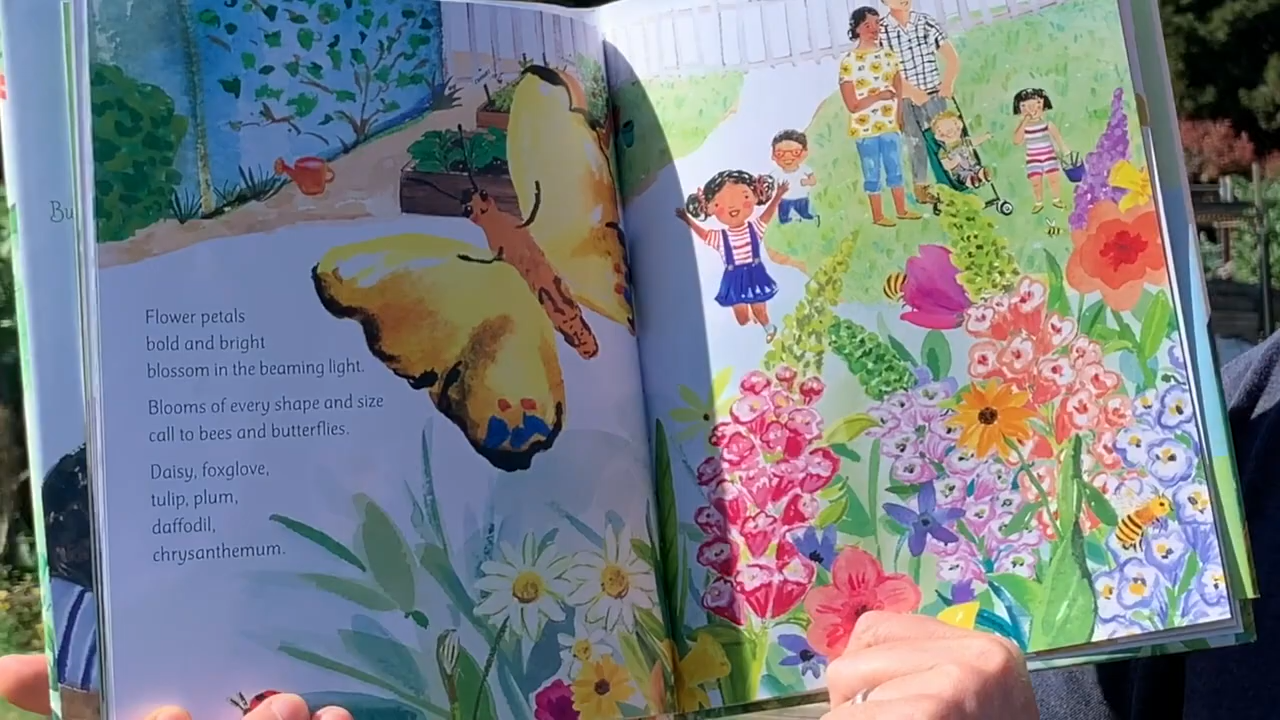 Bu
Flower petals
bold and bright
blossom in the beaming light.
Blooms of every shape and size
call to bees and butterflies.
Daisy, foxglove,
tulip, plum,
daffodil,
chrysanthemum.